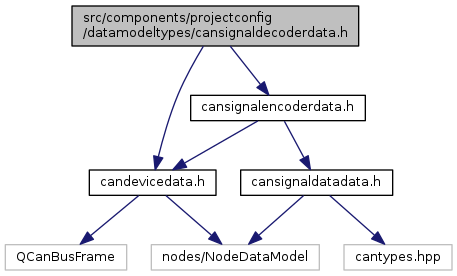 src/components/projectconfig
/datamodeltypes/cansignaldecoderdata.h
cansignalencoderdata.h
candevicedata.h
cansignaldatadata.h
QCanBusFrame
nodes/NodeDataModel
cantypes.hpp